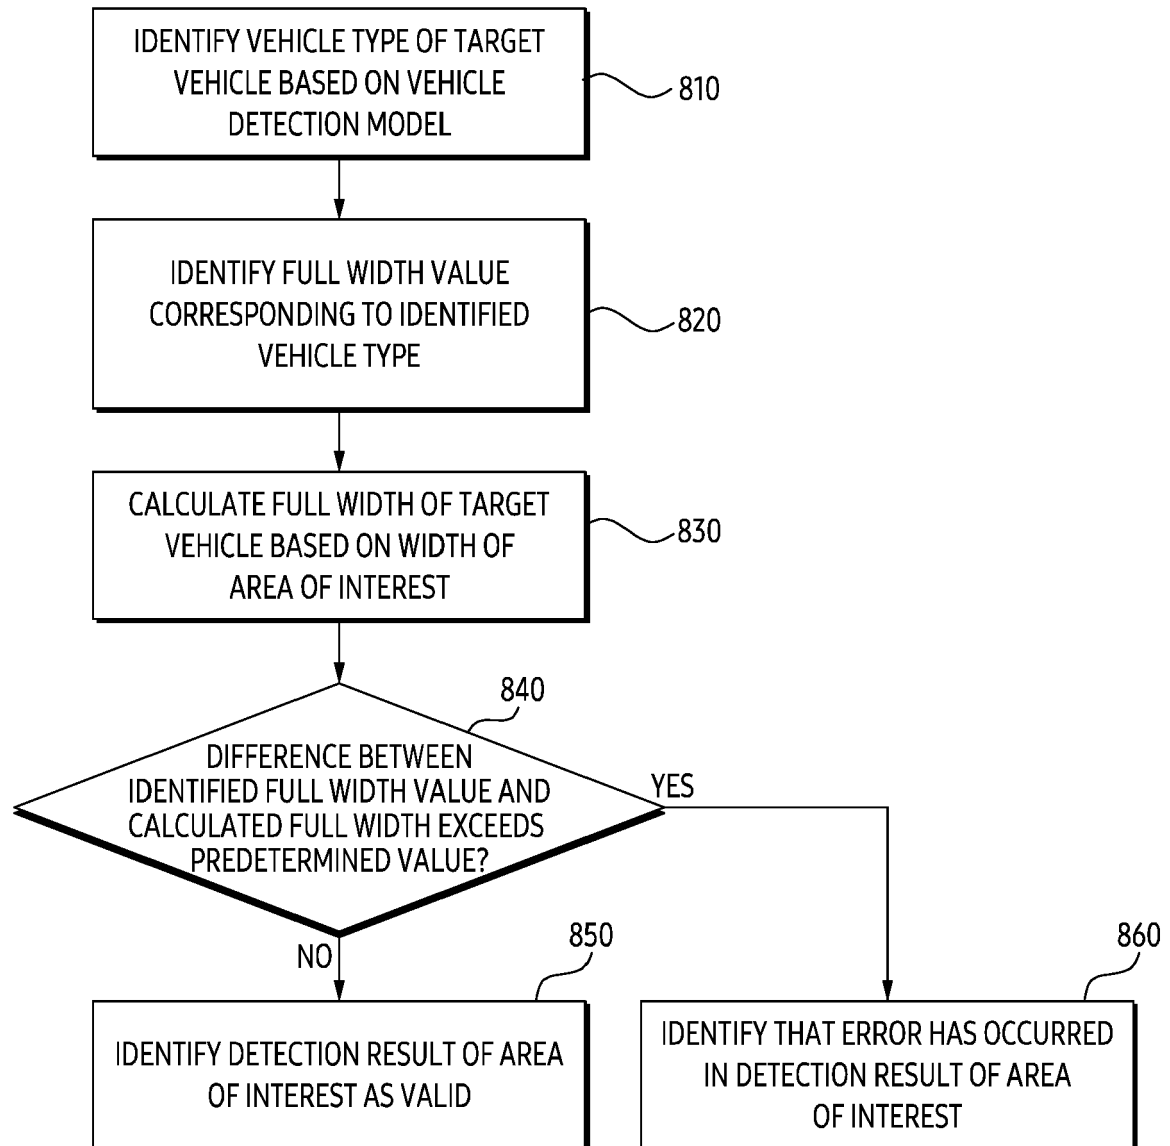 IDENTIFY VEHICLE TYPE OF TARGET
VEHICLE BASED ON VEHICLE
DETECTION MODEL
810
IDENTIFY FULL WIDTH VALUE
CORRESPONDING TO IDENTIFIED
VEHICLE TYPE
820
CALCULATE FULL WIDTH OF TARGET
VEHICLE BASED ON WIDTH OF
AREA OF INTEREST
830
840
DIFFERENCE BETWEEN
IDENTIFIED FULL WIDTH VALUE AND
CALCULATED FULL WIDTH EXCEEDS
PREDETERMINED VALUE?
YES
NO
850
IDENTIFY DETECTION RESULT OF AREA
OF INTEREST AS VALID
860
IDENTIFY THAT ERROR HAS OCCURRED
IN DETECTION RESULT OF AREA
OF INTEREST